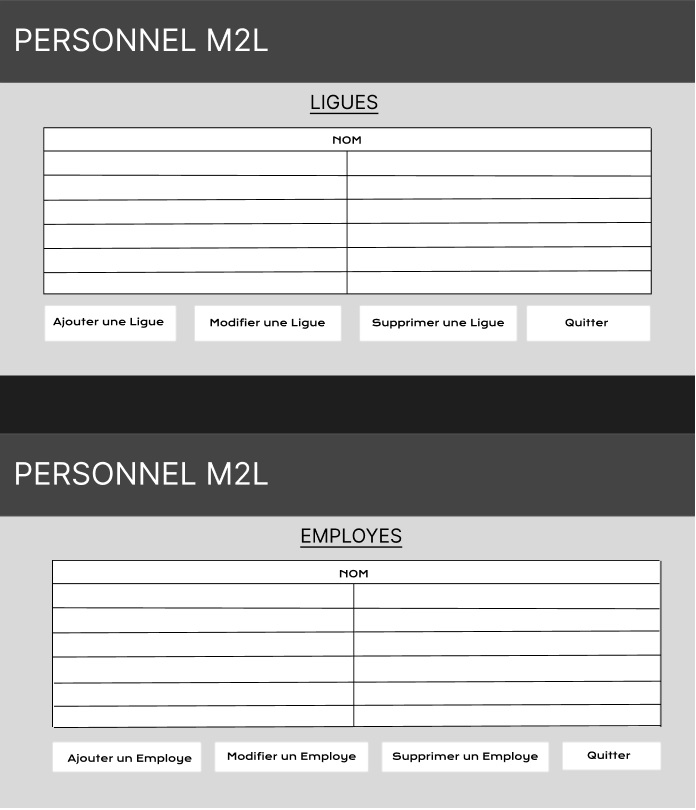 PERSONNEL M2L
LIGUES
NOM
Ajouter une Ligue
Modifier une Ligue
Supprimer une Ligue
Quitter
PERSONNEL M2L
EMPLOYES
NOM
Ajouter un Employe
Modifier un Employe
Supprimer un Employe
Quitter